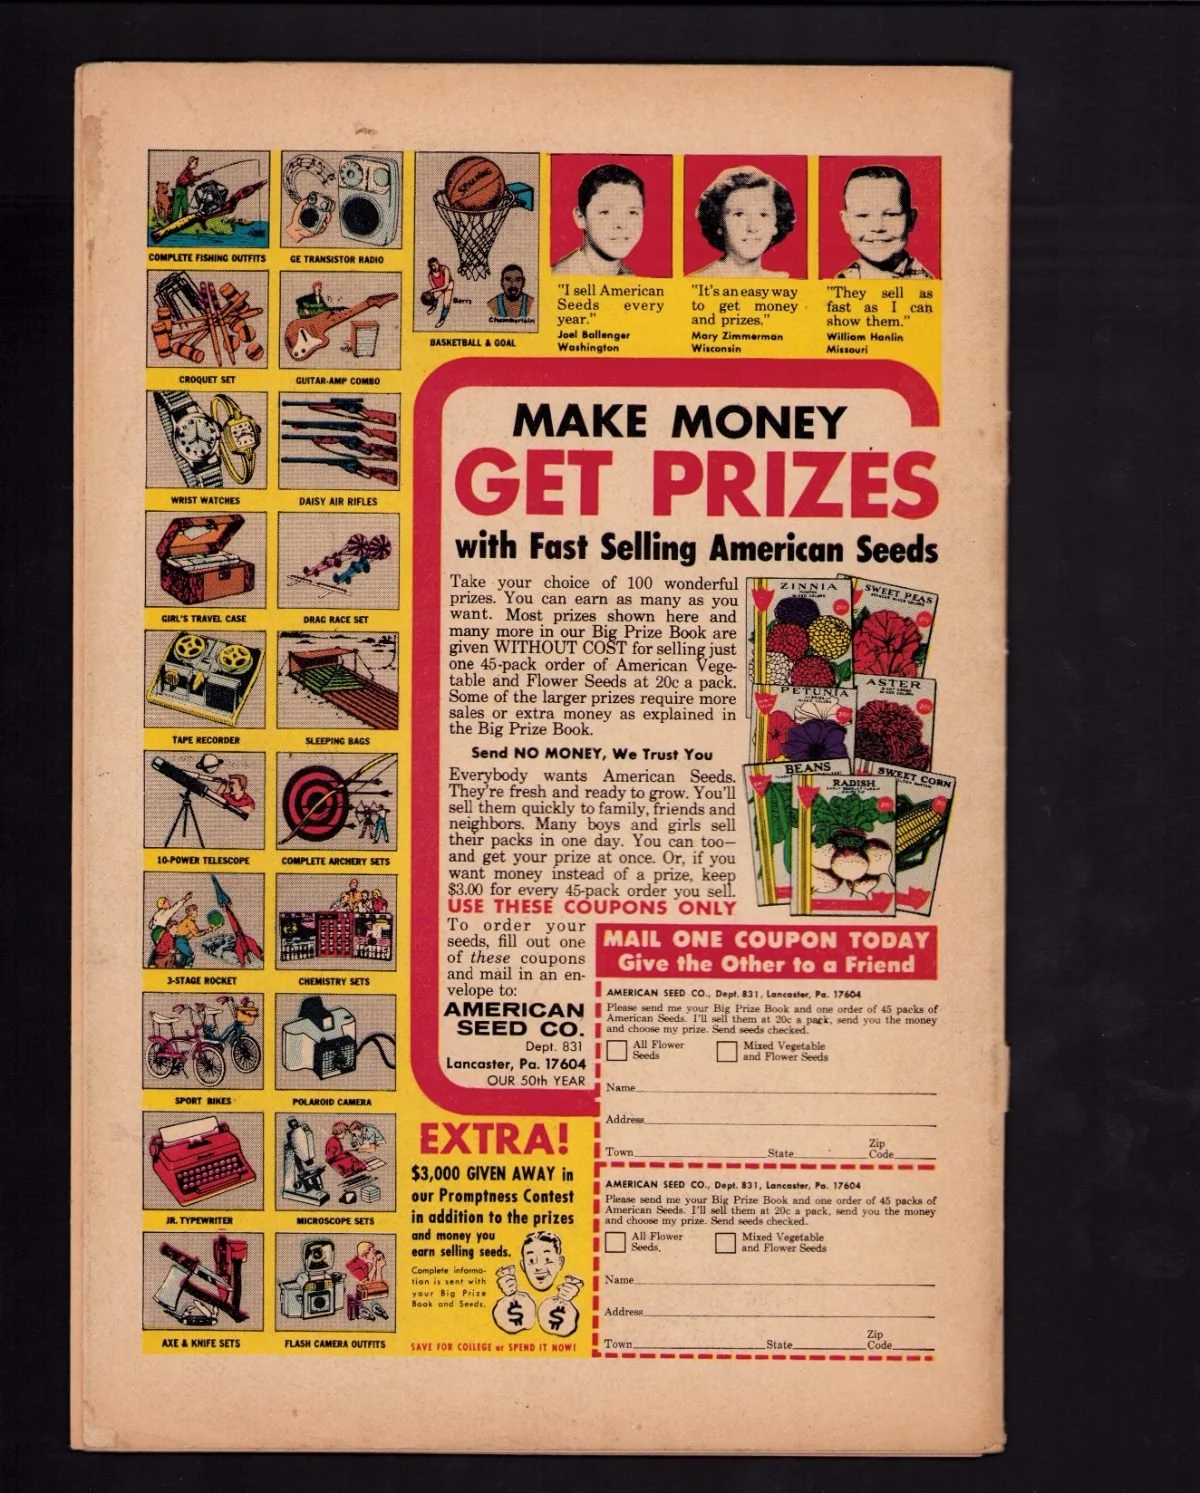 COMPLETE FISHING OUTFITS
GE TRANSISTOR RADIO
CROQUET SET
GUITAR-AMP COMBO
WRIST WATCHES
DAISY AIR RIFLES
GIRL'S TRAVEL CASE
DRAG RACE SET
TAPE RECORDER
SLEEPING BAGS
10-POWER TELESCOPE
COMPLETE ARCHERY SETS
3-STAGE ROCKET
CHEMISTRY SETS
SPORT BIKES
POLAROID CAMERA
JR. TYPEWRITER
MICROSCOPE SETS
AXE & KNIFE SETS
FLASH CAMERA OUTFITS
Spalding
Barry
Chamberlain
BASKETBALL & GOAL
"I sell American
Seeds every
year."
Joel Ballenger
Washington
"It's an easy way
to get money
and prizes."
Mary Zimmerman
Wisconsin
"They sell as
fast as I can
show them."
William Hanlin
Missouri
MAKE MONEY
GET PRIZES
with Fast Selling American Seeds
Take your choice of 100 wonderful
prizes. You can earn as many as you
want. Most prizes shown here and
many more in our Big Prize Book are
given WITHOUT COST for selling just
one 45-pack order of American Vege-
table and Flower Seeds at 20c a pack.
Some of the larger prizes require more
sales or extra money as explained in
the Big Prize Book.
Send NO MONEY, We Trust You
Everybody wants American Seeds.
They're fresh and ready to grow. You'll
sell them quickly to family, friends and
neighbors. Many boys and girls sell
their packs in one day. You can too—
and get your prize at once. Or, if you
want money instead of a prize, keep
$3.00 for every 45-pack order you sell.
USE THESE COUPONS ONLY
To order your
seeds, fill out one
of these coupons
and mail in an en-
velope to:
AMERICAN
SEED CO.
Dept. 831
Lancaster, Pa. 17604
OUR 50th YEAR
ZINNIA
SWEET PEAS
PETUNIA
ASTER
BEANS
RADISH
SWEET CORN
MAIL ONE COUPON TODAY
Give the Other to a Friend
AMERICAN SEED CO., Dept. 831, Lancaster, Pa. 17604
Please send me your Big Prize Book and one order of 45 packs of
American Seeds. I'll sell them at 20c a pack, send you the money
and choose my prize. Send seeds checked.
All Flower
Seeds
Mixed Vegetable
and Flower Seeds
Name
Address
Town State Zip
Code
AMERICAN SEED CO., Dept. 831, Lancaster, Pa. 17604
Please send me your Big Prize Book and one order of 45 packs of
American Seeds. I'll sell them at 20c a pack, send you the money
and choose my prize. Send seeds checked.
All Flower
Seeds.
Mixed Vegetable
and Flower Seeds
Name
Address
Town State Zip
Code
EXTRA!
$3,000 GIVEN AWAY in
our Promptness Contest
in addition to the prizes
and money you
earn selling seeds.
Complete informa-
tion is sent with
your Big Prize
Book and Seeds.
$ $
SAVE FOR COLLEGE or SPEND IT NOW!